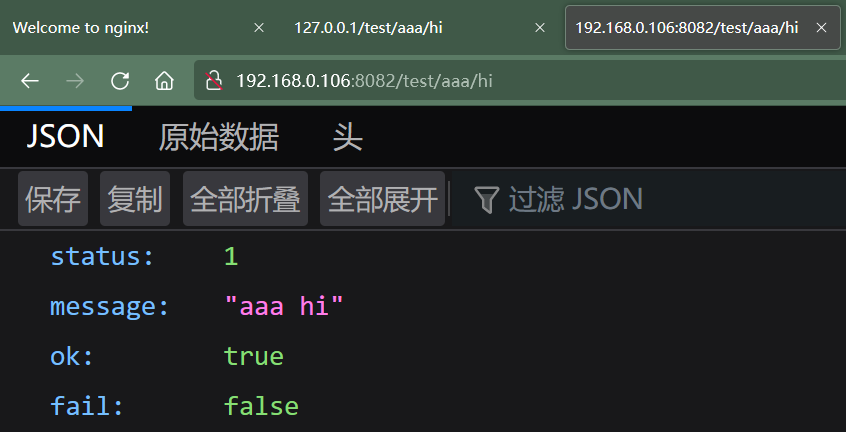 Welcome to nginx! 127.0.0.1/test/aaa/hi 192.168.0.106:8082/test/aaa/hi
192.168.0.106:8082/test/aaa/hi
JSON 原始数据 头
保存 复制 全部折叠 全部展开 过滤 JSON
status: 1
message: "aaa hi"
ok: true
fail: false